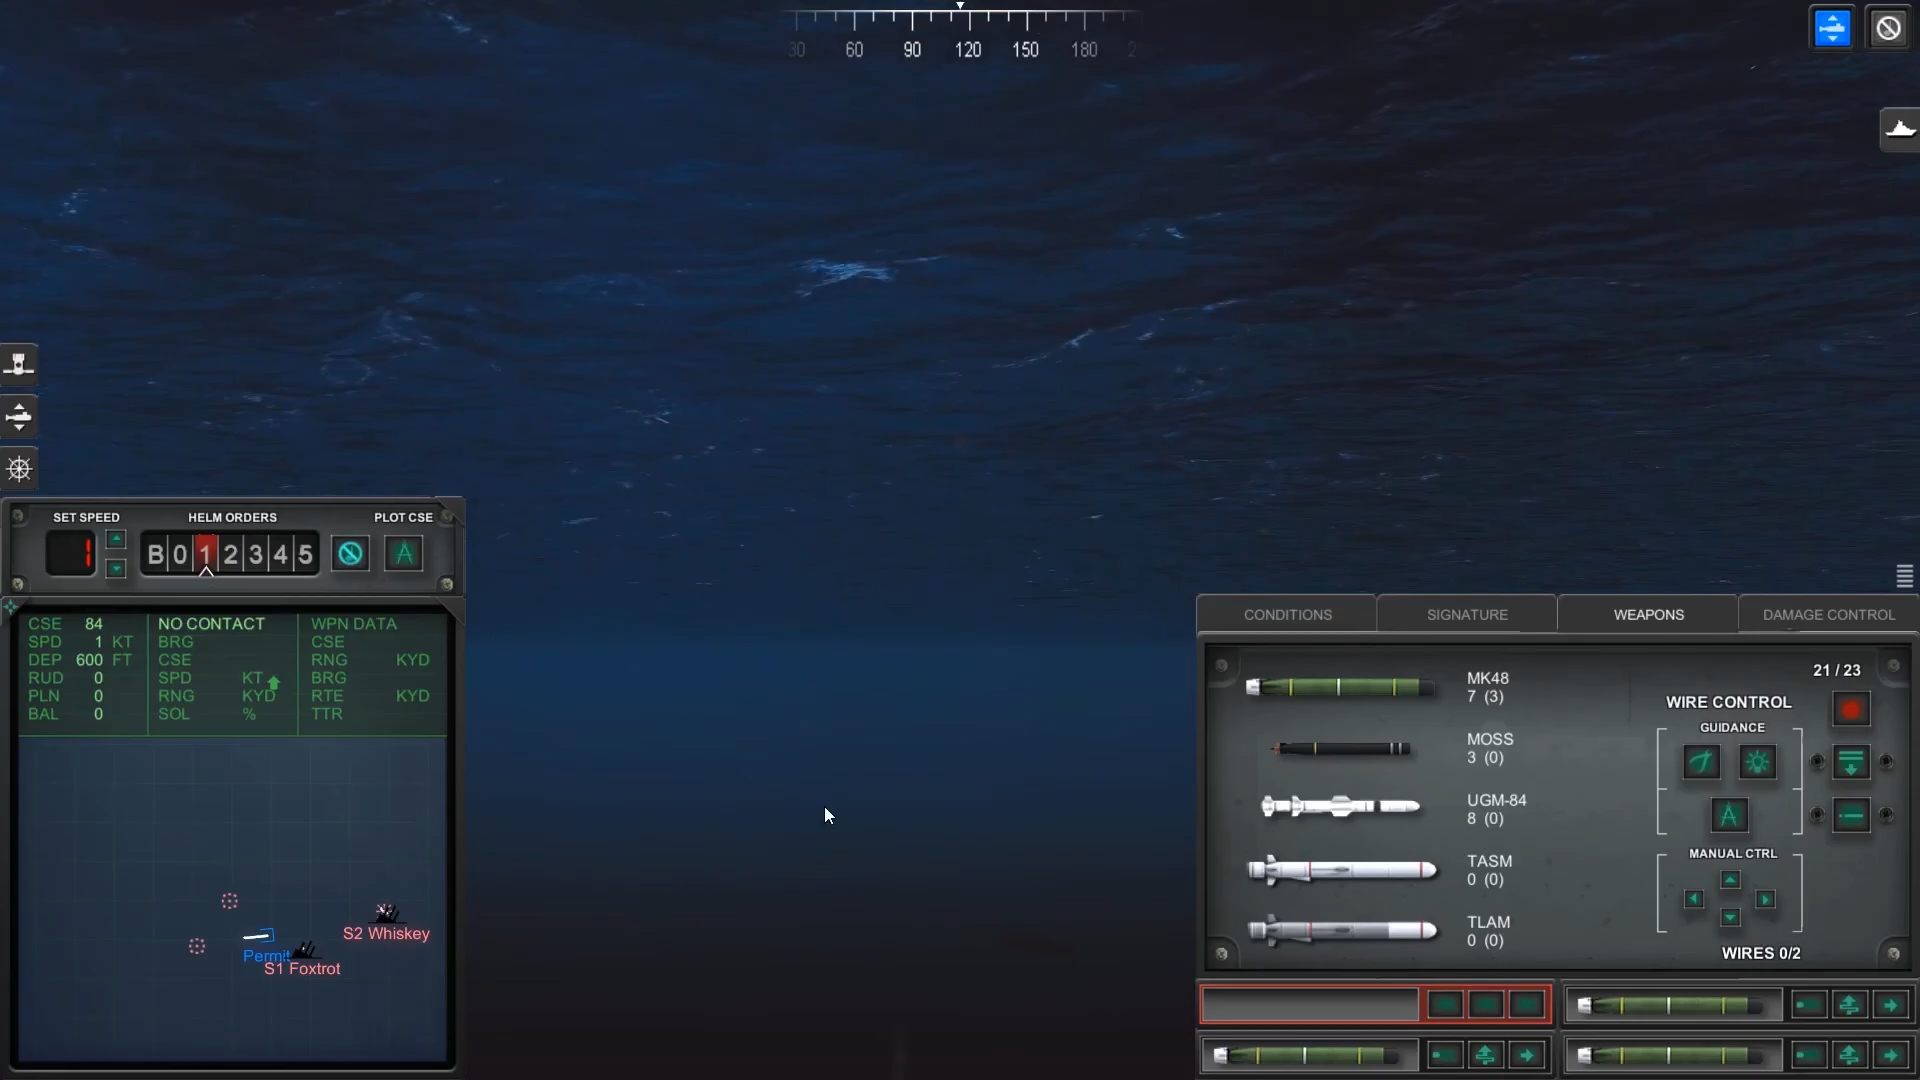 30 60 90 120 150 180 2
SET SPEED HELM ORDERS PLOT CSE
1 B 0 1 2 3 4 5
CSE 84
SPD 1 KT
DEP 600 FT
RUD 0
PLN 0
BAL 0
NO CONTACT
BRG
CSE
SPD KT
RNG KYD
SOL %
WPN DATA
CSE
RNG KYD
BRG
RTE KYD
TTR
S2 Whiskey
Permit
S1 Foxtrot
CONDITIONS SIGNATURE WEAPONS DAMAGE CONTROL
MK48
7 (3)
MOSS
3 (0)
UGM-84
8 (0)
TASM
0 (0)
TLAM
0 (0)
21 / 23
WIRE CONTROL
GUIDANCE
MANUAL CTRL
WIRES 0/2